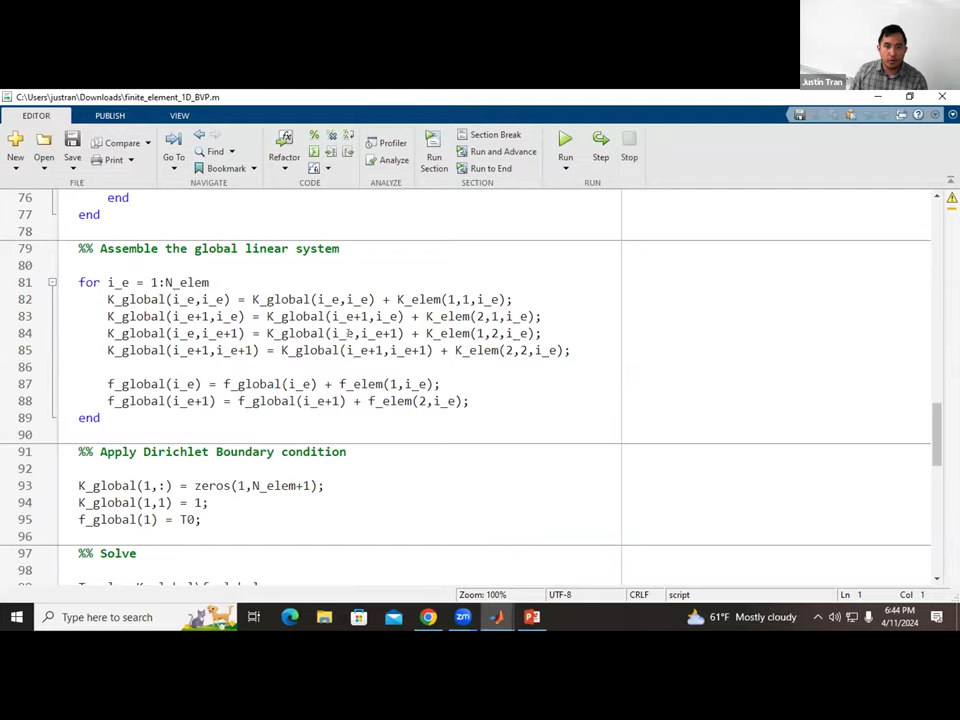 Justin Tran
C:\Users\justran\Downloads\finite_element_1D_BVP.m
EDITOR PUBLISH VIEW
New Open Save Compare Print Go To Find Bookmark Refactor Profiler Analyze Run Section Section Break Run and Advance Run to End Run Step Stop
FILE NAVIGATE CODE ANALYZE SECTION RUN
76 end
77 end
78
79 %% Assemble the global linear system
80
81 for i_e = 1:N_elem
82 K_global(i_e,i_e) = K_global(i_e,i_e) + K_elem(1,1,i_e);
83 K_global(i_e+1,i_e) = K_global(i_e+1,i_e) + K_elem(2,1,i_e);
84 K_global(i_e,i_e+1) = K_global(i_e,i_e+1) + K_elem(1,2,i_e);
85 K_global(i_e+1,i_e+1) = K_global(i_e+1,i_e+1) + K_elem(2,2,i_e);
86
87 f_global(i_e) = f_global(i_e) + f_elem(1,i_e);
88 f_global(i_e+1) = f_global(i_e+1) + f_elem(2,i_e);
89 end
90
91 %% Apply Dirichlet Boundary condition
92
93 K_global(1,:) = zeros(1,N_elem+1);
94 K_global(1,1) = 1;
95 f_global(1) = T0;
96
97 %% Solve
98
Zoom: 100% UTF-8 CRLF script Ln 1 Col 1
Type here to search
61°F Mostly cloudy
6:44 PM
4/11/2024